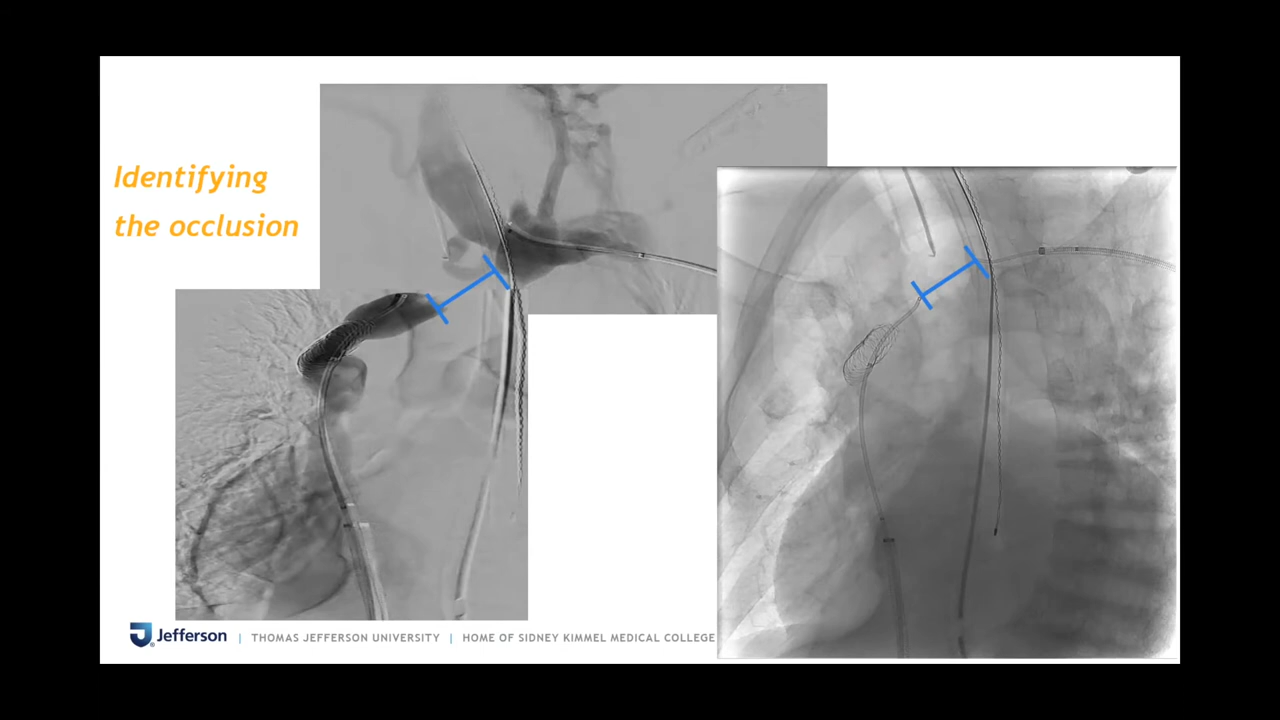 Identifying
the occlusion
Jefferson | THOMAS JEFFERSON UNIVERSITY | HOME OF SIDNEY KIMMEL MEDICAL COLLEGE